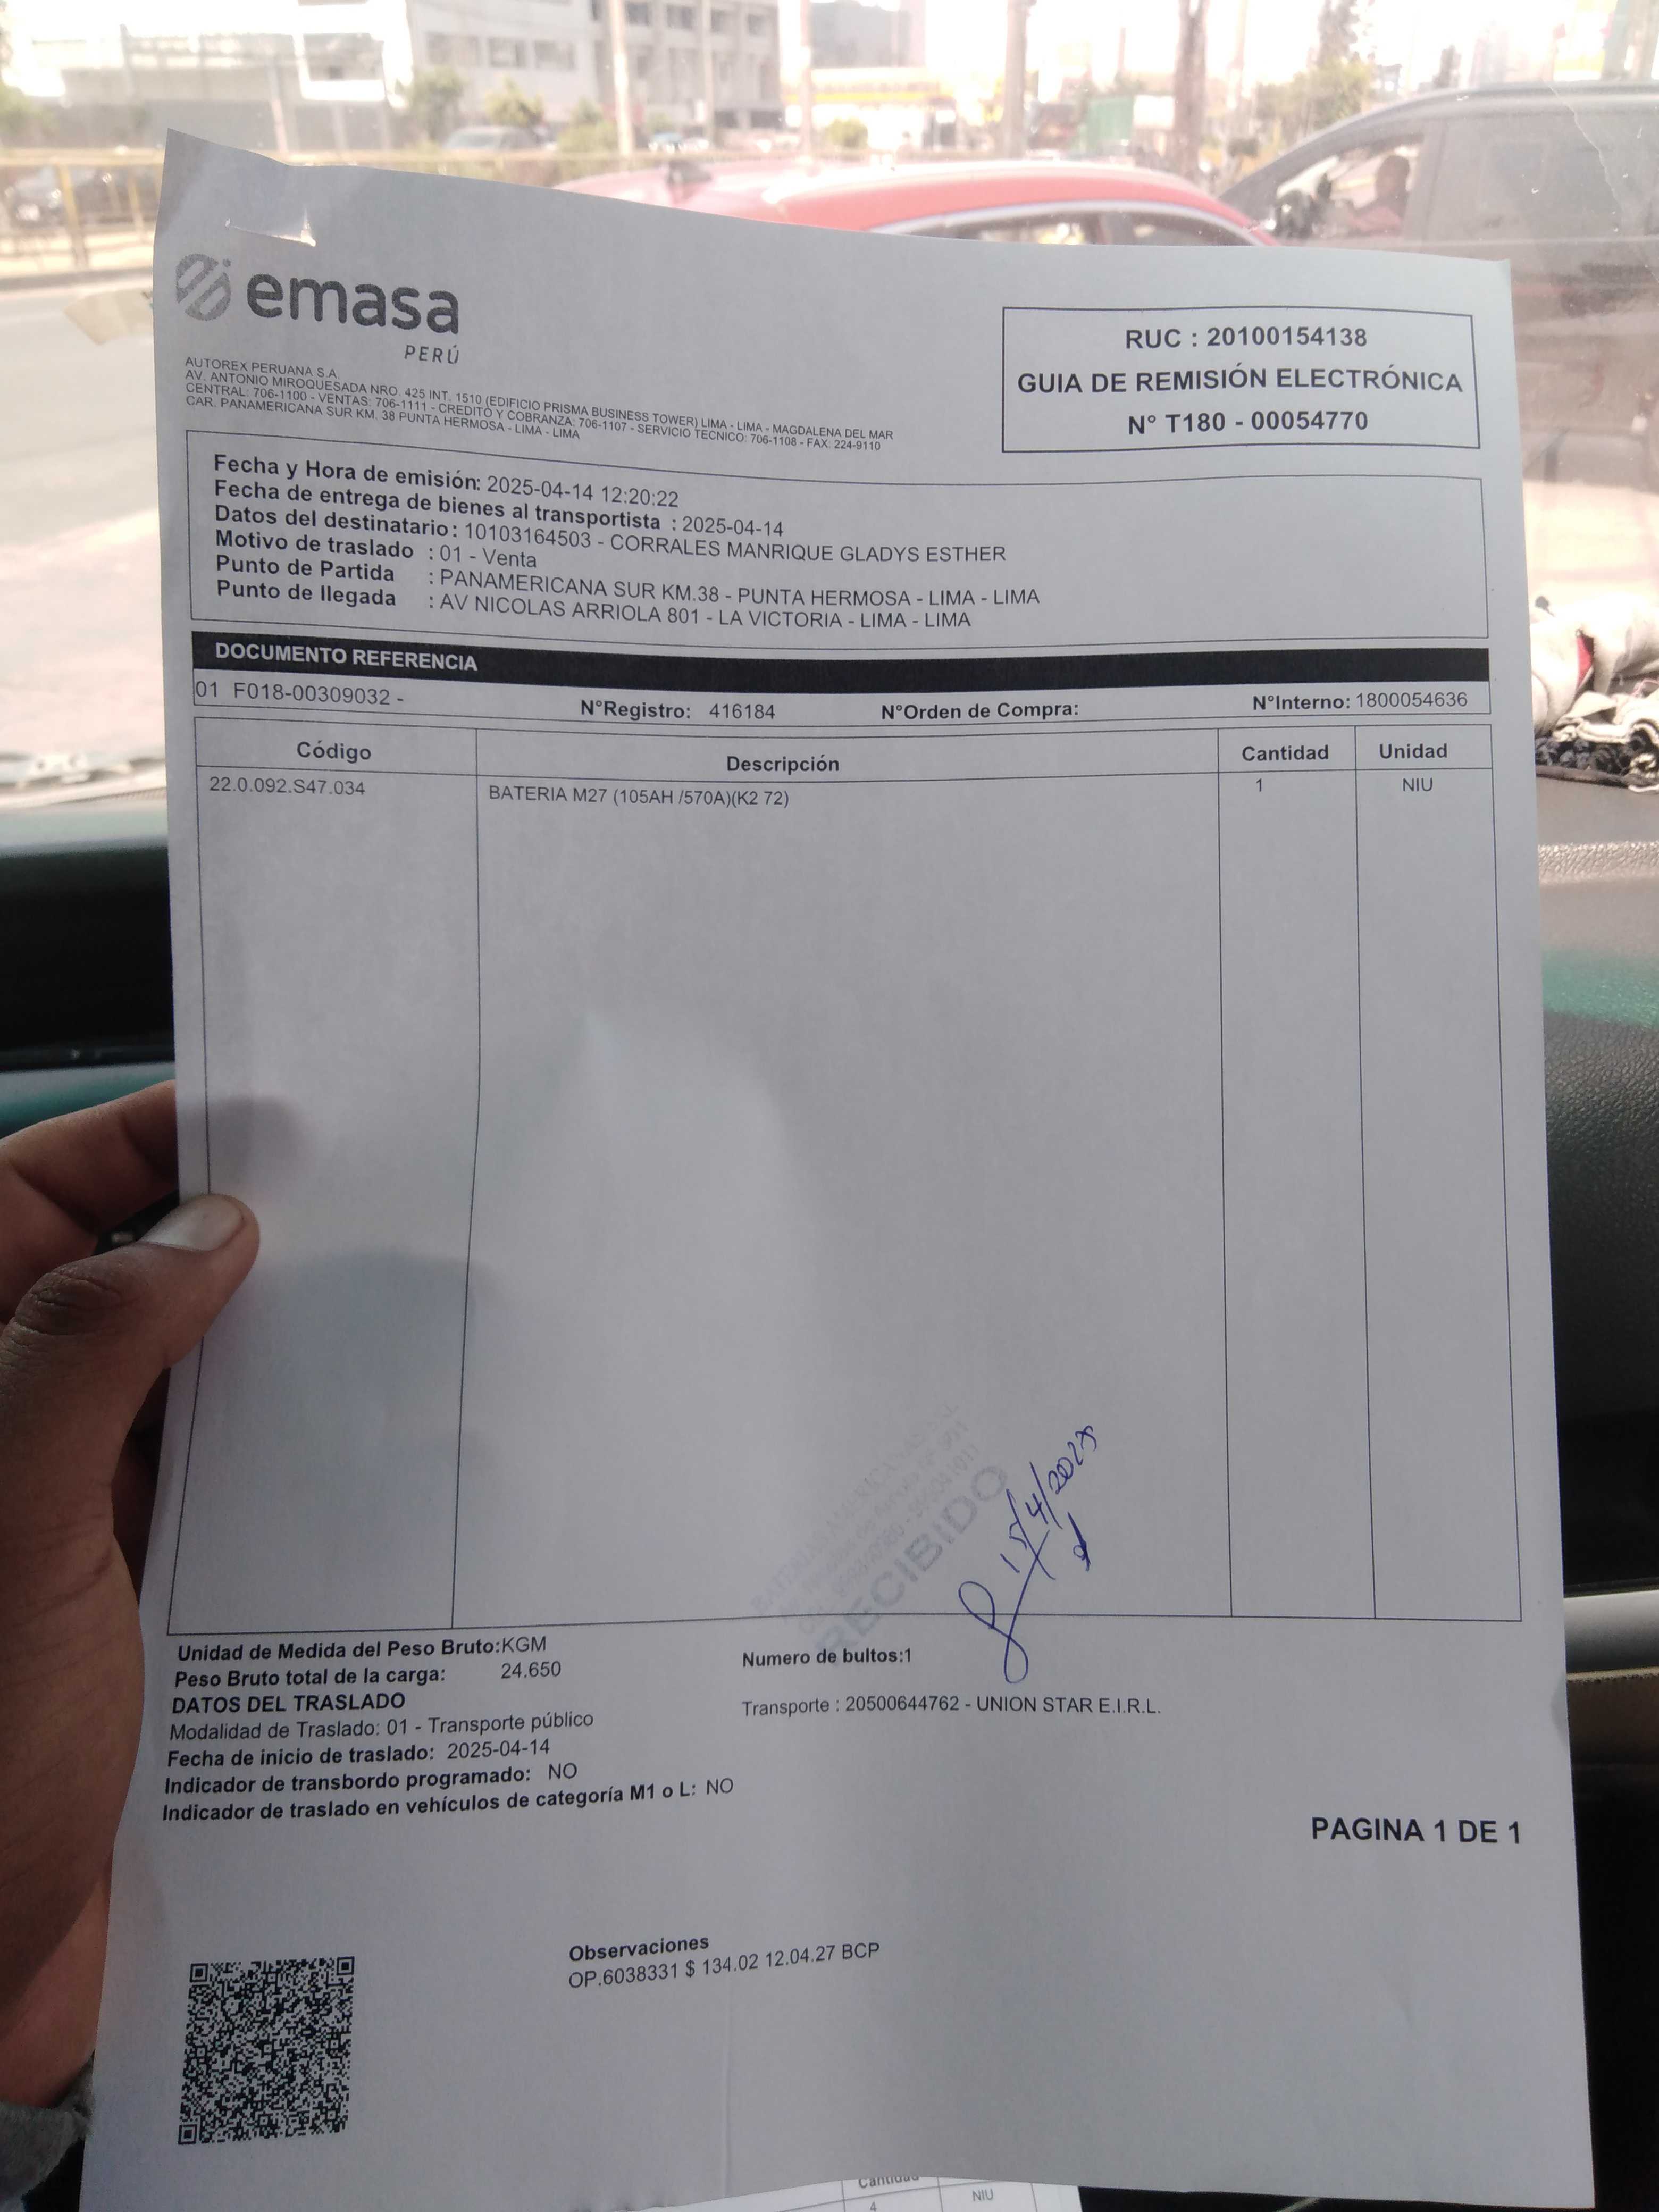 emasa
PERÚ
AUTOREX PERUANA S.A.
AV. ANTONIO MIROQUESADA NRO. 425 INT. 1510 (EDIFICIO PRISMA BUSINESS TOWER) LIMA - LIMA - MAGDALENA DEL MAR
CENTRAL: 706-1100 - VENTAS: 706-1111 - CREDITO Y COBRANZA: 706-1107 - SERVICIO TECNICO: 706-1108 - FAX: 224-9110
CAR. PANAMERICANA SUR KM. 38 PUNTA HERMOSA - LIMA - LIMA
RUC : 20100154138
GUIA DE REMISIÓN ELECTRÓNICA
N° T180 - 00054770
Fecha y Hora de emisión: 2025-04-14 12:20:22
Fecha de entrega de bienes al transportista : 2025-04-14
Datos del destinatario: 10103164503 - CORRALES MANRIQUE GLADYS ESTHER
Motivo de traslado : 01 - Venta
Punto de Partida : PANAMERICANA SUR KM.38 - PUNTA HERMOSA - LIMA - LIMA
Punto de llegada : AV NICOLAS ARRIOLA 801 - LA VICTORIA - LIMA - LIMA
DOCUMENTO REFERENCIA
01 F018-00309032 - N°Registro: 416184 N°Orden de Compra: N°Interno: 1800054636
Código Descripción Cantidad Unidad
22.0.092.S47.034 BATERIA M27 (105AH /570A)(K2 72) 1 NIU
RECIBIDO
15/4/2025
Unidad de Medida del Peso Bruto:KGM
Peso Bruto total de la carga: 24.650
Numero de bultos:1
DATOS DEL TRASLADO
Modalidad de Traslado: 01 - Transporte público
Transporte : 20500644762 - UNION STAR E.I.R.L.
Fecha de inicio de traslado: 2025-04-14
Indicador de transbordo programado: NO
Indicador de traslado en vehículos de categoría M1 o L: NO
PAGINA 1 DE 1
Observaciones
OP.6038331 $ 134.02 12.04.27 BCP
Cantidad
4 NIU